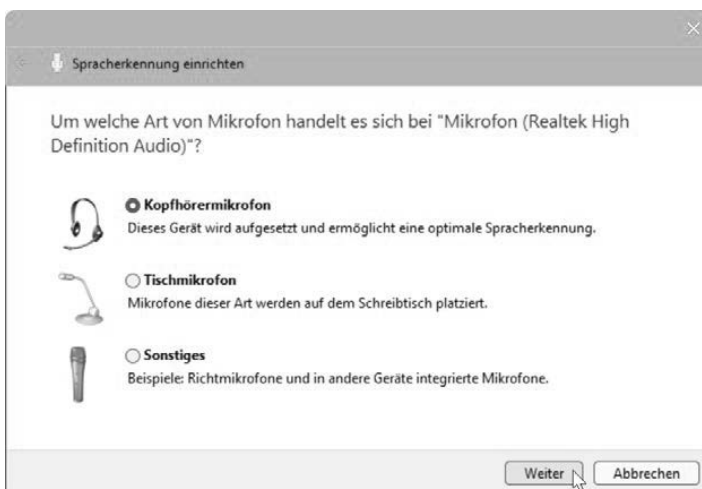 Spracherkennung einrichten
Um welche Art von Mikrofon handelt es sich bei "Mikrofon (Realtek High
Definition Audio)"?
Kopfhörermikrofon
Dieses Gerät wird aufgesetzt und ermöglicht eine optimale Spracherkennung.
Tischmikrofon
Mikrofone dieser Art werden auf dem Schreibtisch platziert.
Sonstiges
Beispiele: Richtmikrofone und in andere Geräte integrierte Mikrofone.
Weiter Abbrechen